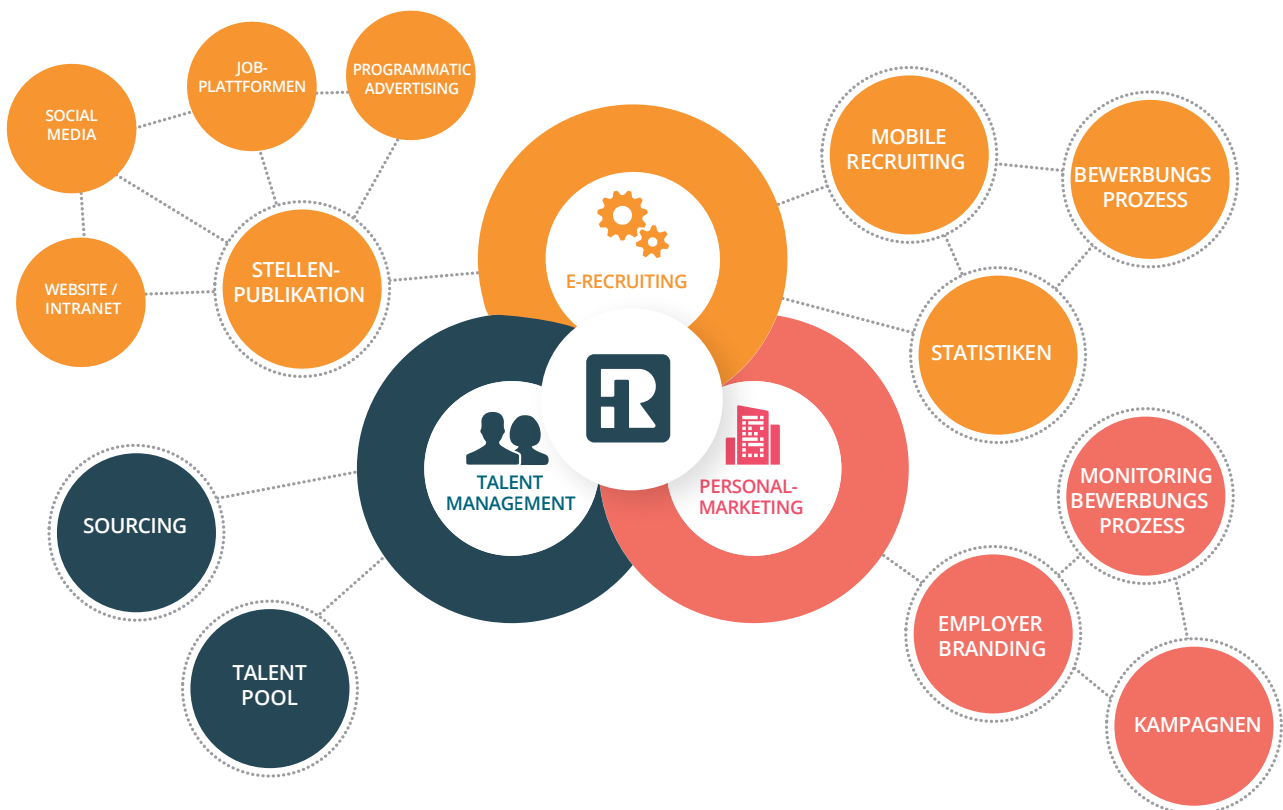 JOB-
PLATTFORMEN
PROGRAMMATIC
ADVERTISING
SOCIAL
MEDIA
WEBSITE /
INTRANET
STELLEN-
PUBLIKATION
E-RECRUITING
MOBILE
RECRUITING
BEWERBUNGS
PROZESS
STATISTIKEN
HR
TALENT
MANAGEMENT
PERSONAL-
MARKETING
SOURCING
TALENT
POOL
MONITORING
BEWERBUNGS
PROZESS
EMPLOYER
BRANDING
KAMPAGNEN